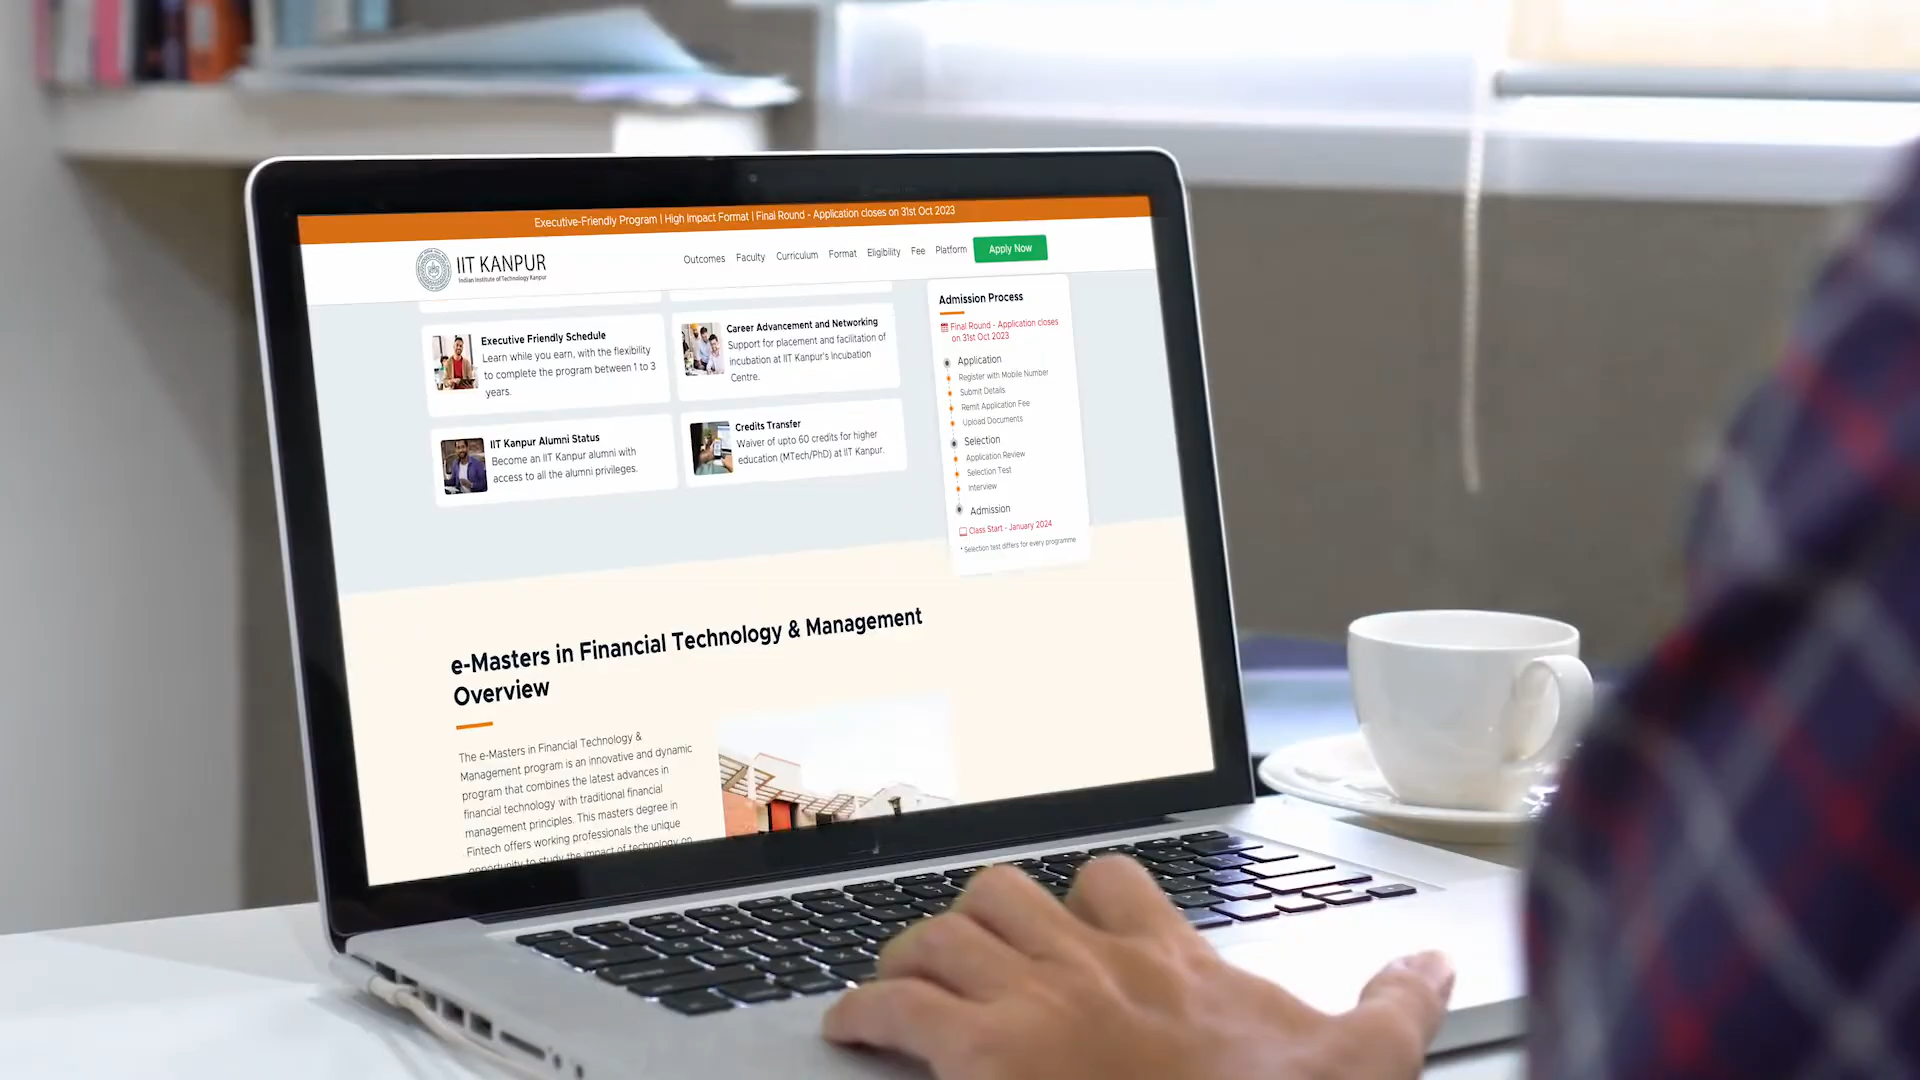 Executive-Friendly Program | High Impact Format | Final Round - Application closes on 31st Oct 2023
IIT KANPUR
Indian Institute of Technology Kanpur
Outcomes Faculty Curriculum Format Eligibility Fee Platform Apply Now
Executive Friendly Schedule
Learn while you earn, with the flexibility
to complete the program between 1 to 3
years.
Career Advancement and Networking
Support for placement and facilitation of
incubation at IIT Kanpur's Incubation
Centre.
IIT Kanpur Alumni Status
Become an IIT Kanpur alumni with
access to all the alumni privileges.
Credits Transfer
Waiver of upto 60 credits for higher
education (MTech/PhD) at IIT Kanpur.
Admission Process
Final Round - Application closes
on 31st Oct 2023
Application
Register with Mobile Number
Submit Details
Remit Application Fee
Upload Documents
Selection
Application Review
Selection Test
Interview
Admission
Class Start - January 2024
* Selection test differs for every programme
e-Masters in Financial Technology & Management
Overview
The e-Masters in Financial Technology &
Management program is an innovative and dynamic
program that combines the latest advances in
financial technology with traditional financial
management principles. This masters degree in
Fintech offers working professionals the unique
opportunity to study the impact of technology on